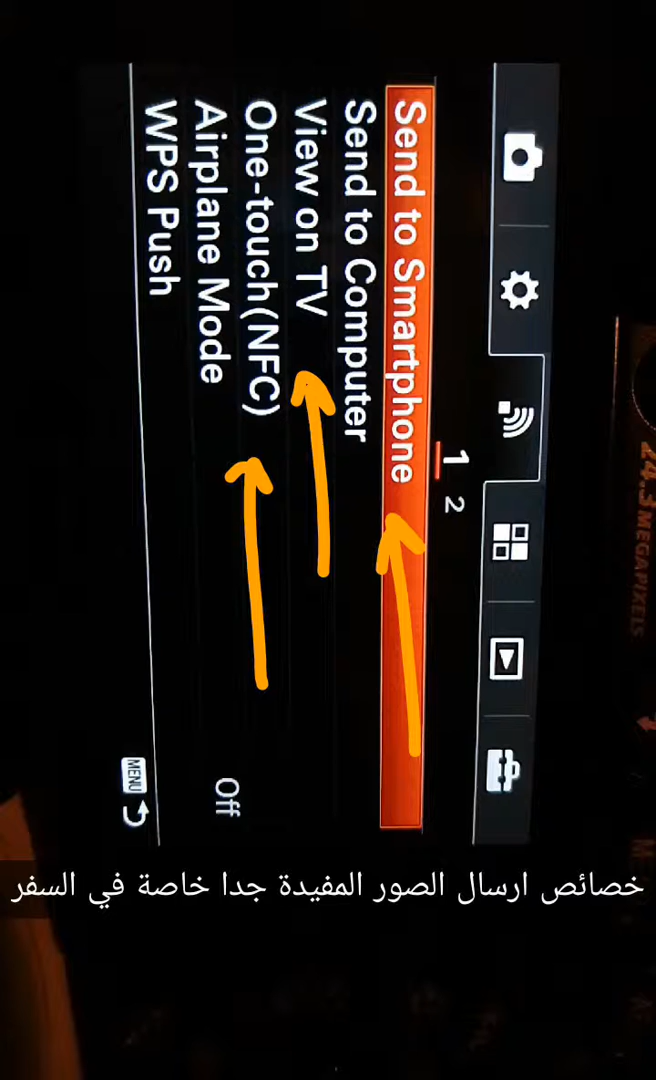 1 2
Send to Smartphone
Send to Computer
View on TV
One-touch(NFC)
Airplane Mode Off
WPS Push
MENU
24.3 MEGAPIXELS
خصائص ارسال الصور المفيدة جدا خاصة في السفر